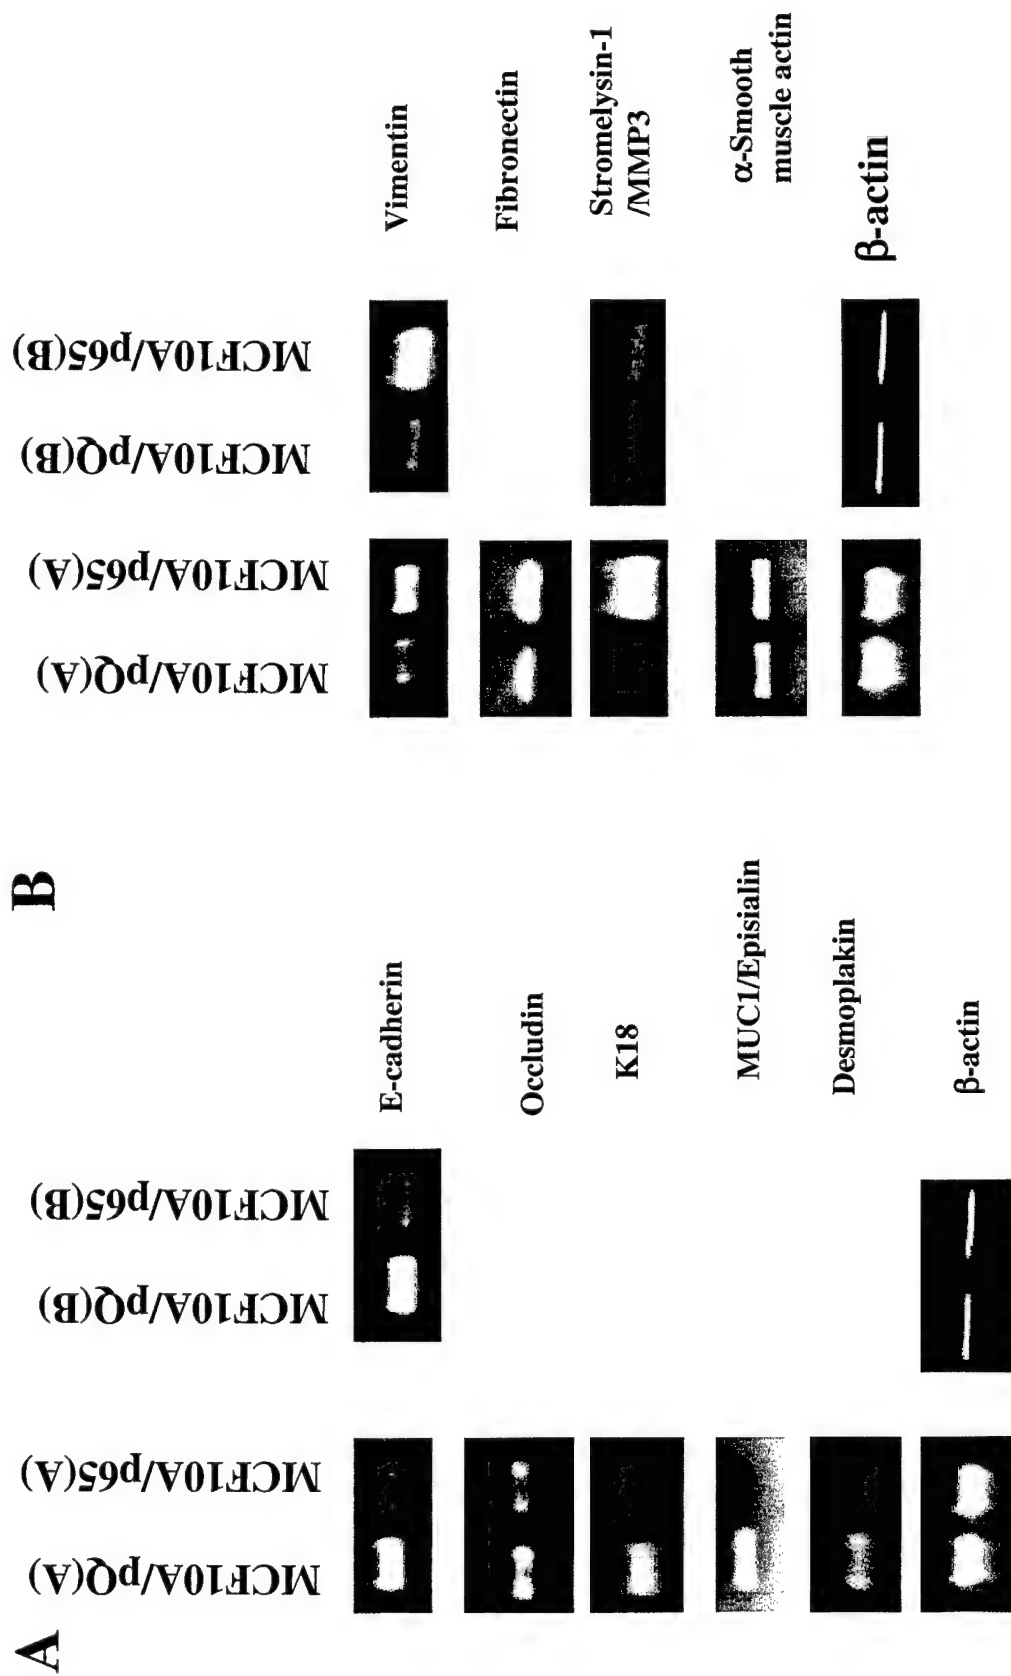 A
MCF10A/pQ(A)
MCF10A/p65(A)
MCF10A/pQ(B)
MCF10A/p65(B)
E-cadherin
Occludin
K18
MUC1/Episialin
Desmoplakin
β-actin
B
MCF10A/pQ(A)
MCF10A/p65(A)
MCF10A/pQ(B)
MCF10A/p65(B)
Vimentin
Fibronectin
Stromelysin-1
/MMP3
α-Smooth
muscle actin
β-actin